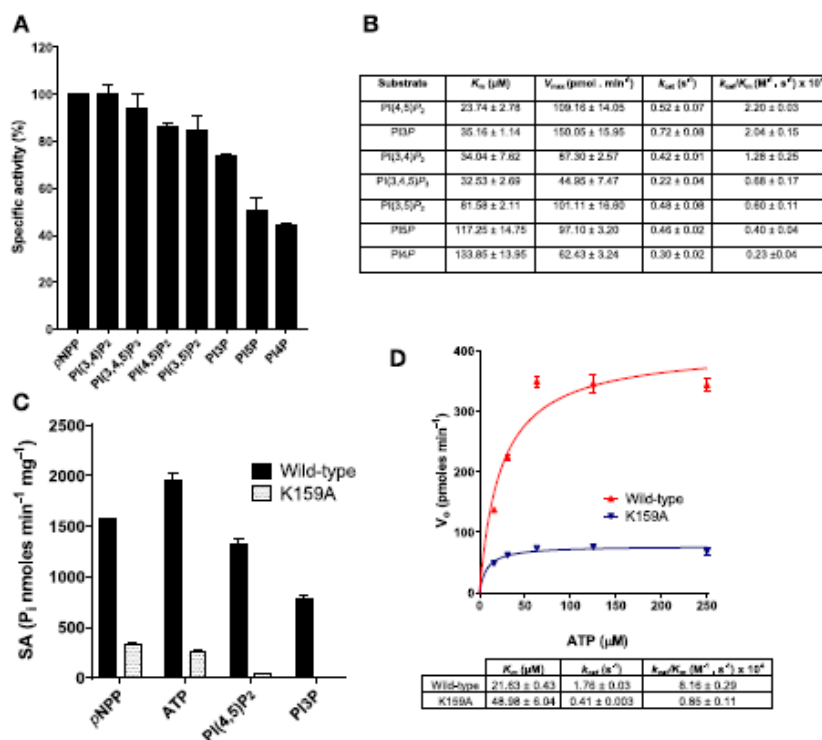 A
Specific activity (%)
120
100
80
60
40
20
0
pNPP
PI(3,4)P2
PI(3,4,5)P3
PI(4,5)P2
PI(3,5)P2
PI3P
PI5P
PI4P
B
Substrate Km (µM) Vmax (pmol . min-1) kcat (s-1) kcat/Km (M-1 . s-1) x 10
PI(4,5)P2 23.74 ± 2.78 109.16 ± 14.05 0.52 ± 0.07 2.20 ± 0.03
PI3P 35.16 ± 1.14 150.05 ± 15.95 0.72 ± 0.08 2.04 ± 0.15
PI(3,4)P2 34.04 ± 7.62 87.30 ± 2.57 0.42 ± 0.01 1.28 ± 0.25
PI(3,4,5)P3 32.53 ± 2.69 44.95 ± 7.47 0.22 ± 0.04 0.68 ± 0.17
PI(3,5)P2 81.58 ± 2.11 101.11 ± 16.60 0.48 ± 0.08 0.60 ± 0.11
PI5P 117.25 ± 14.75 97.10 ± 3.20 0.46 ± 0.02 0.40 ± 0.04
PI4P 133.85 ± 13.95 62.43 ± 3.24 0.30 ± 0.02 0.23 ±0.04
C
SA (Pi nmoles min-1 mg-1)
2500
2000
1500
1000
500
0
Wild-type
K159A
pNPP
ATP
PI(4,5)P2
PI3P
D
Vo (pmoles min-1)
400
300
200
100
0
Wild-type
K159A
0 50 100 150 200 250
ATP (µM)
Km (µM) kcat (s-1) kcat/Km (M-1 . s-1) x 104
Wild-type 21.63 ± 0.43 1.76 ± 0.03 8.16 ± 0.29
K159A 48.98 ± 6.04 0.41 ± 0.003 0.85 ± 0.11